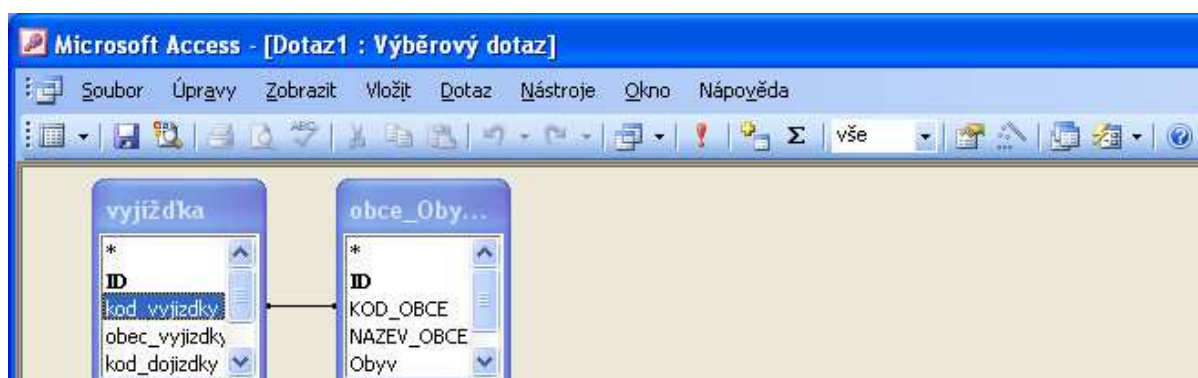 Microsoft Access - [Dotaz1 : Výběrový dotaz]
Soubor Úpravy Zobrazit Vložit Dotaz Nástroje Okno Nápověda
ABC Σ vše
vyjížďka obce_Oby...
* *
ID ID
kod_vyjizdky KOD_OBCE
obec_vyjizdky NAZEV_OBCE
kod_dojizdky Obyv